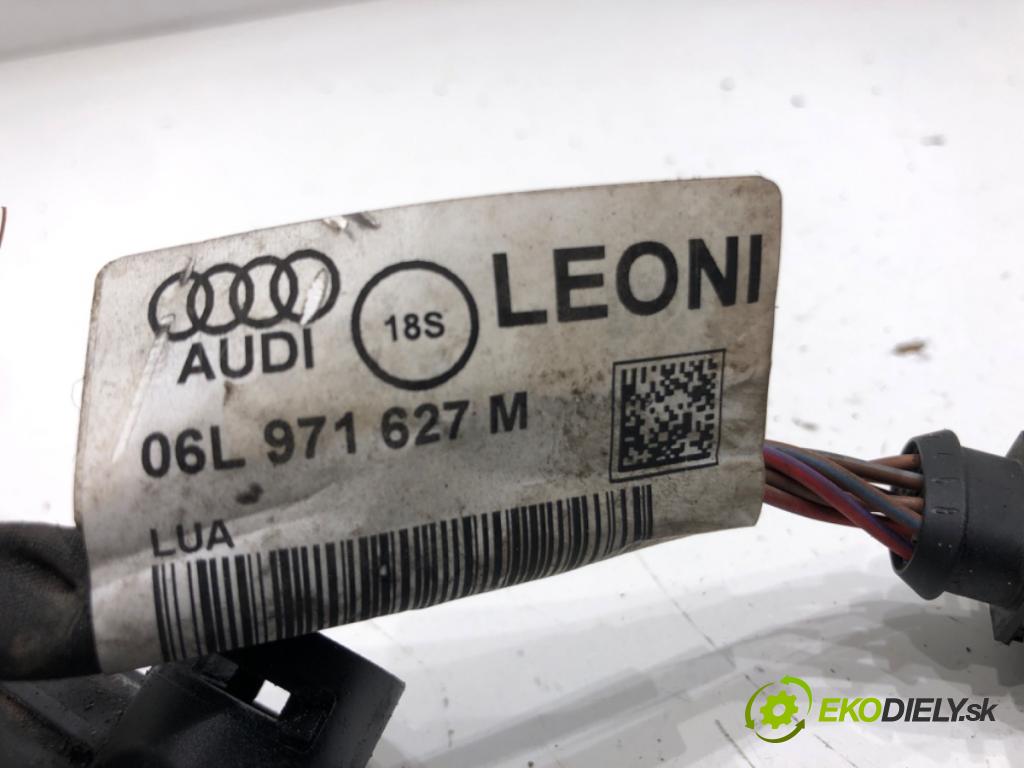 AUDI
18S
LEONI
06L 971 627 M
LUA
EKODIELY.sk